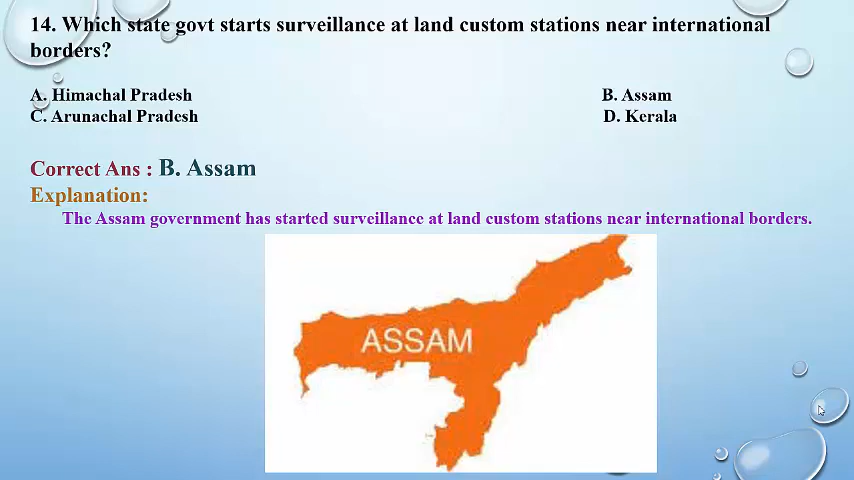 14. Which state govt starts surveillance at land custom stations near international
borders?
A. Himachal Pradesh B. Assam
C. Arunachal Pradesh D. Kerala
Correct Ans : B. Assam
Explanation:
The Assam government has started surveillance at land custom stations near international borders.
ASSAM